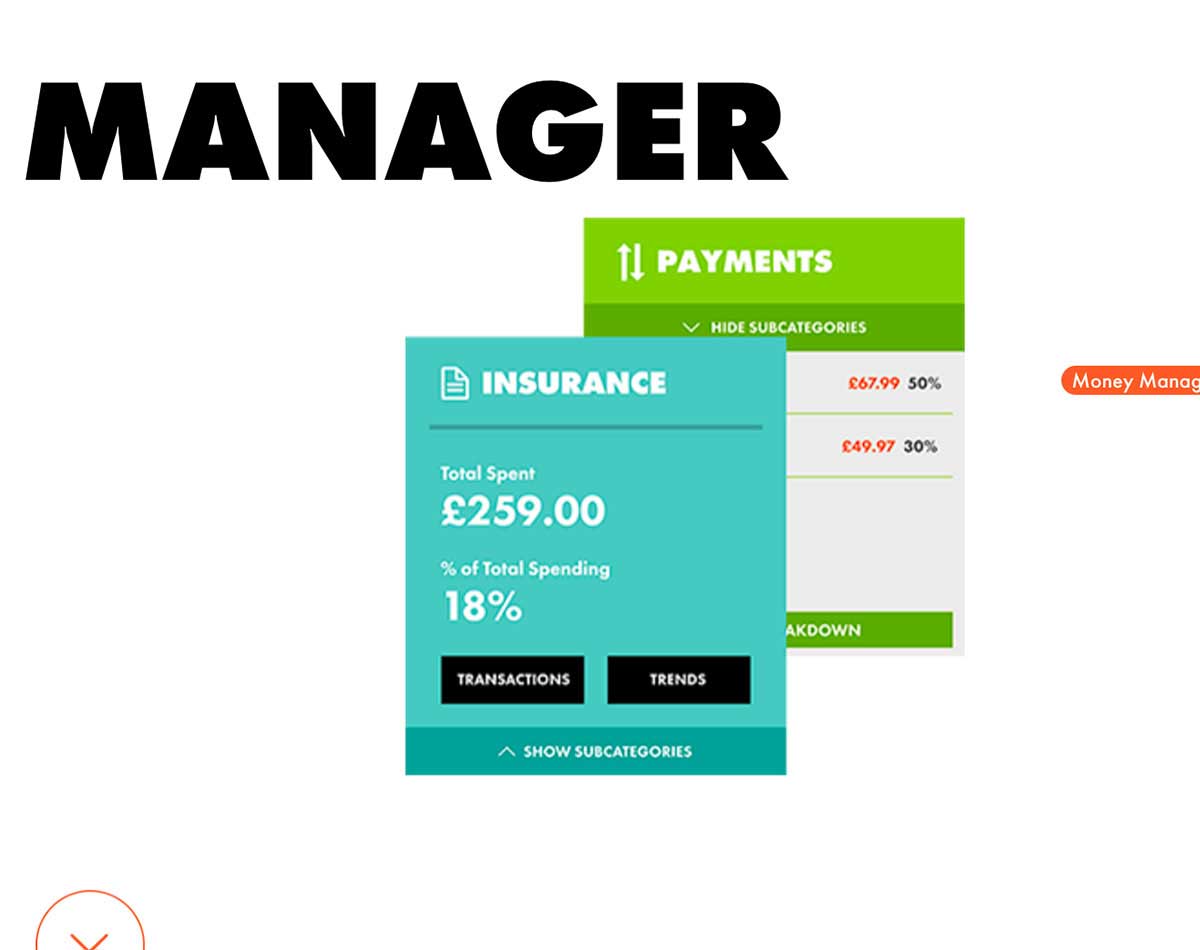 MANAGER
PAYMENTS
HIDE SUBCATEGORIES
£67.99 50%
£49.97 30%
AKDOWN
INSURANCE
Total Spent
£259.00
% of Total Spending
18%
TRANSACTIONS
TRENDS
SHOW SUBCATEGORIES
Money Manag